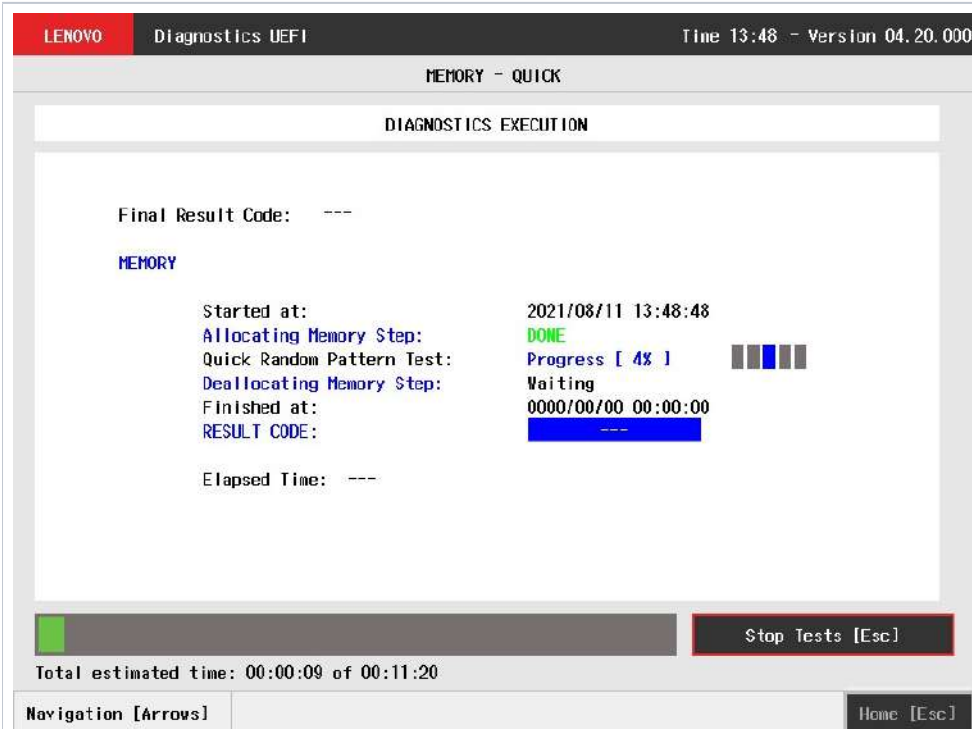 LENOVO Diagnostics UEFI Time 13:48 - Version 04.20.000
MEMORY - QUICK
DIAGNOSTICS EXECUTION
Final Result Code: ---
MEMORY
Started at: 2021/08/11 13:48:48
Allocating Memory Step: DONE
Quick Random Pattern Test: Progress [ 4% ]
Deallocating Memory Step: Waiting
Finished at: 0000/00/00 00:00:00
RESULT CODE: ---
Elapsed Time: ---
Stop Tests [Esc]
Total estimated time: 00:00:09 of 00:11:20
Navigation [Arrows] Home [Esc]